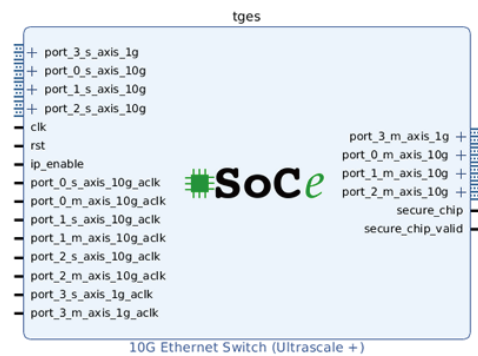 tges
port_3_s_axis_1g
port_0_s_axis_10g
port_1_s_axis_10g
port_2_s_axis_10g
clk
rst
ip_enable
port_0_s_axis_10g_aclk
port_0_m_axis_10g_aclk
port_1_s_axis_10g_aclk
port_1_m_axis_10g_aclk
port_2_s_axis_10g_aclk
port_2_m_axis_10g_aclk
port_3_s_axis_1g_aclk
port_3_m_axis_1g_aclk
SoCe
port_3_m_axis_1g
port_0_m_axis_10g
port_1_m_axis_10g
port_2_m_axis_10g
secure_chip
secure_chip_valid
10G Ethernet Switch (Ultrascale +)